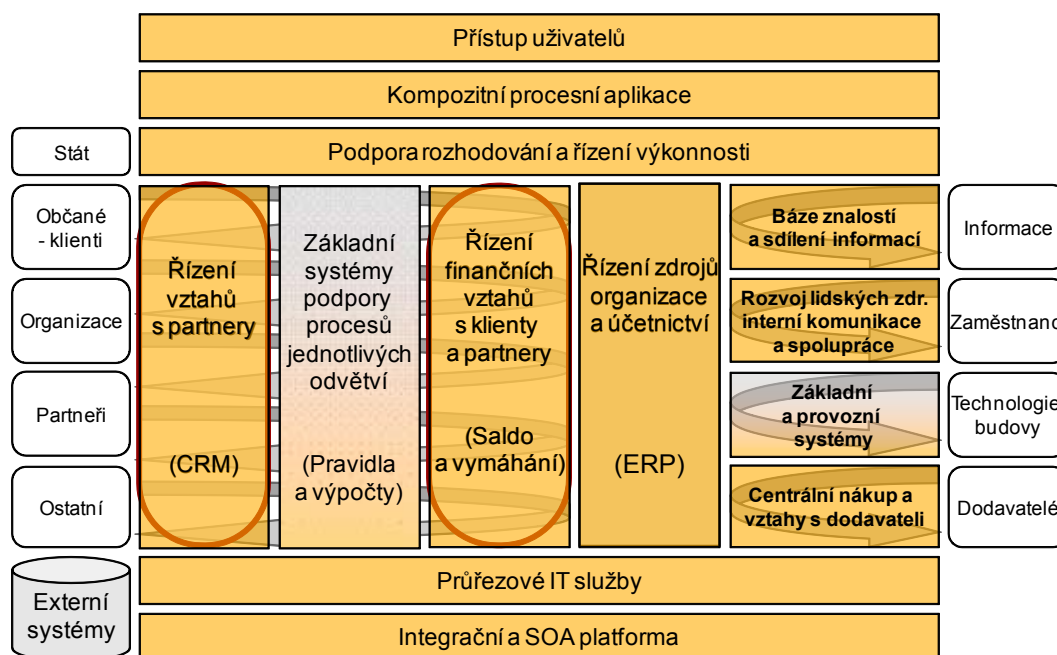 Přístup uživatelů
Kompozitní procesní aplikace
Stát
Podpora rozhodování a řízení výkonnosti
Občané
- klienti
Organizace
Partneři
Ostatní
Externí
systémy
Řízení
vztahů
s partnery
(CRM)
Základní
systémy
podpory
procesů
jednotlivých
odvětví
(Pravidla
a výpočty)
Řízení
finančních
vztahů
s klienty
a partnery
(Saldo
a vymáhání)
Řízení zdrojů
organizace
a účetnictví
(ERP)
Báze znalostí
a sdílení informací
Rozvoj lidských zdr.
interní komunikace
a spolupráce
Základní
a provozní
systémy
Centrální nákup a
vztahy s dodavateli
Informace
Zaměstnanc
Technologie
budovy
Dodavatelé
Průřezové IT služby
Integrační a SOA platforma